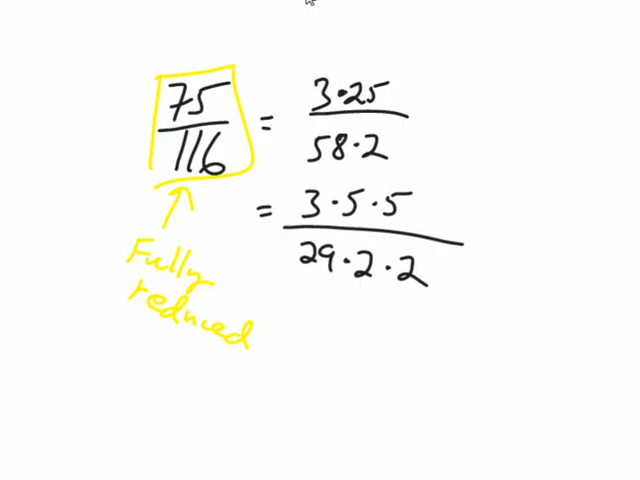 75/116 = 3·25/58·2
= 3·5·5/29·2·2
Fully
reduced